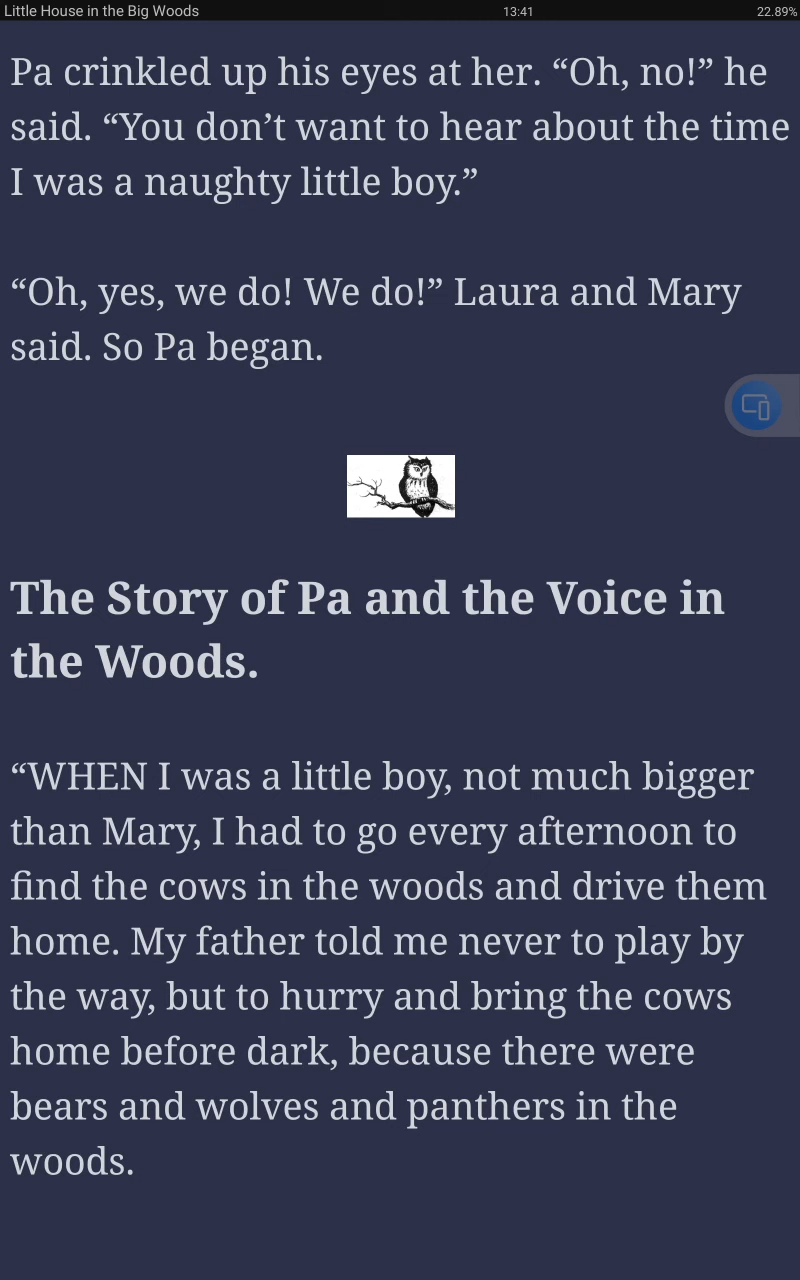 Little House in the Big Woods 13:41 22.89%
Pa crinkled up his eyes at her. “Oh, no!” he
said. “You don’t want to hear about the time
I was a naughty little boy.”
“Oh, yes, we do! We do!” Laura and Mary
said. So Pa began.
The Story of Pa and the Voice in
the Woods.
“WHEN I was a little boy, not much bigger
than Mary, I had to go every afternoon to
find the cows in the woods and drive them
home. My father told me never to play by
the way, but to hurry and bring the cows
home before dark, because there were
bears and wolves and panthers in the
woods.